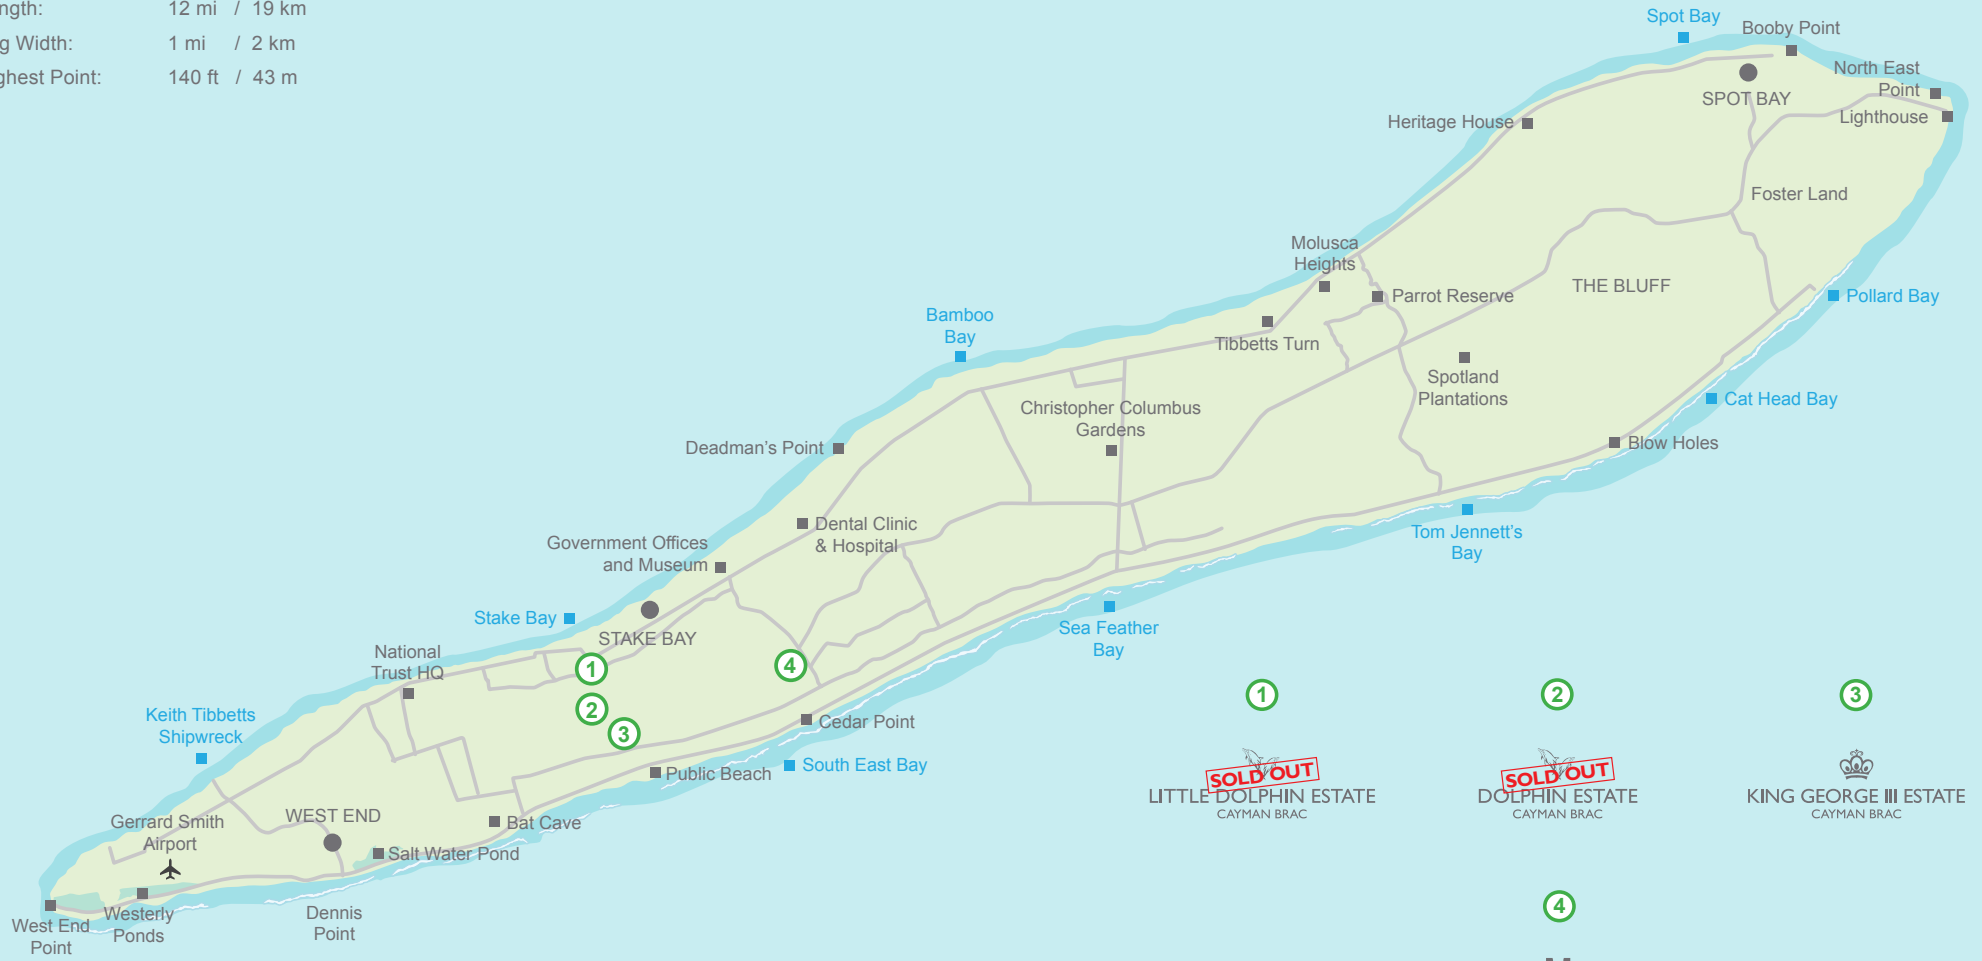 ngth: 12 mi / 19 km
g Width: 1 mi / 2 km
ghest Point: 140 ft / 43 m
Spot Bay
Booby Point
North East
Point
SPOT BAY
Lighthouse
Heritage House
Foster Land
Molusca
Heights
THE BLUFF
Parrot Reserve
Pollard Bay
Bamboo
Bay
Tibbetts Turn
Spotland
Plantations
Cat Head Bay
Christopher Columbus
Gardens
Deadman's Point
Blow Holes
Dental Clinic
& Hospital
Tom Jennett's
Bay
Government Offices
and Museum
Stake Bay
STAKE BAY
Sea Feather
Bay
National
Trust HQ
1
4
2
3
Keith Tibbetts
Shipwreck
Cedar Point
South East Bay
Public Beach
WEST END
Gerrard Smith
Airport
Bat Cave
Salt Water Pond
West End
Point
Westerly
Ponds
Dennis
Point
1
SOLD OUT
LITTLE DOLPHIN ESTATE
CAYMAN BRAC
2
SOLD OUT
DOLPHIN ESTATE
CAYMAN BRAC
3
KING GEORGE III ESTATE
CAYMAN BRAC
4